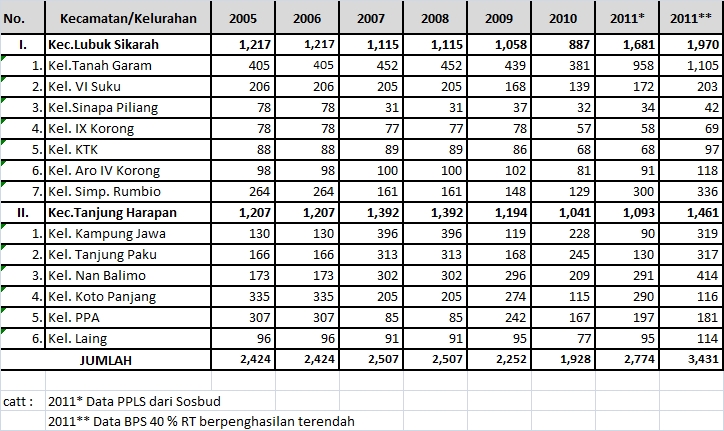 No. Kecamatan/Kelurahan 2005 2006 2007 2008 2009 2010 2011* 2011**
I. Kec.Lubuk Sikarah 1,217 1,217 1,115 1,115 1,058 887 1,681 1,970
1. Kel.Tanah Garam 405 405 452 452 439 381 958 1,105
2. Kel. VI Suku 206 206 205 205 168 139 172 203
3. Kel.Sinapa Piliang 78 78 31 31 37 32 34 42
4. Kel. IX Korong 78 78 77 77 78 57 58 69
5. Kel. KTK 88 88 89 89 86 68 68 97
6. Kel. Aro IV Korong 98 98 100 100 102 81 91 118
7. Kel. Simp. Rumbio 264 264 161 161 148 129 300 336
II. Kec.Tanjung Harapan 1,207 1,207 1,392 1,392 1,194 1,041 1,093 1,461
1. Kel. Kampung Jawa 130 130 396 396 119 228 90 319
2. Kel. Tanjung Paku 166 166 313 313 168 245 130 317
3. Kel. Nan Balimo 173 173 302 302 296 209 291 414
4. Kel. Koto Panjang 335 335 205 205 274 115 290 116
5. Kel. PPA 307 307 85 85 242 167 197 181
6. Kel. Laing 96 96 91 91 95 77 95 114
JUMLAH 2,424 2,424 2,507 2,507 2,252 1,928 2,774 3,431
catt : 2011* Data PPLS dari Sosbud
2011** Data BPS 40 % RT berpenghasilan terendah